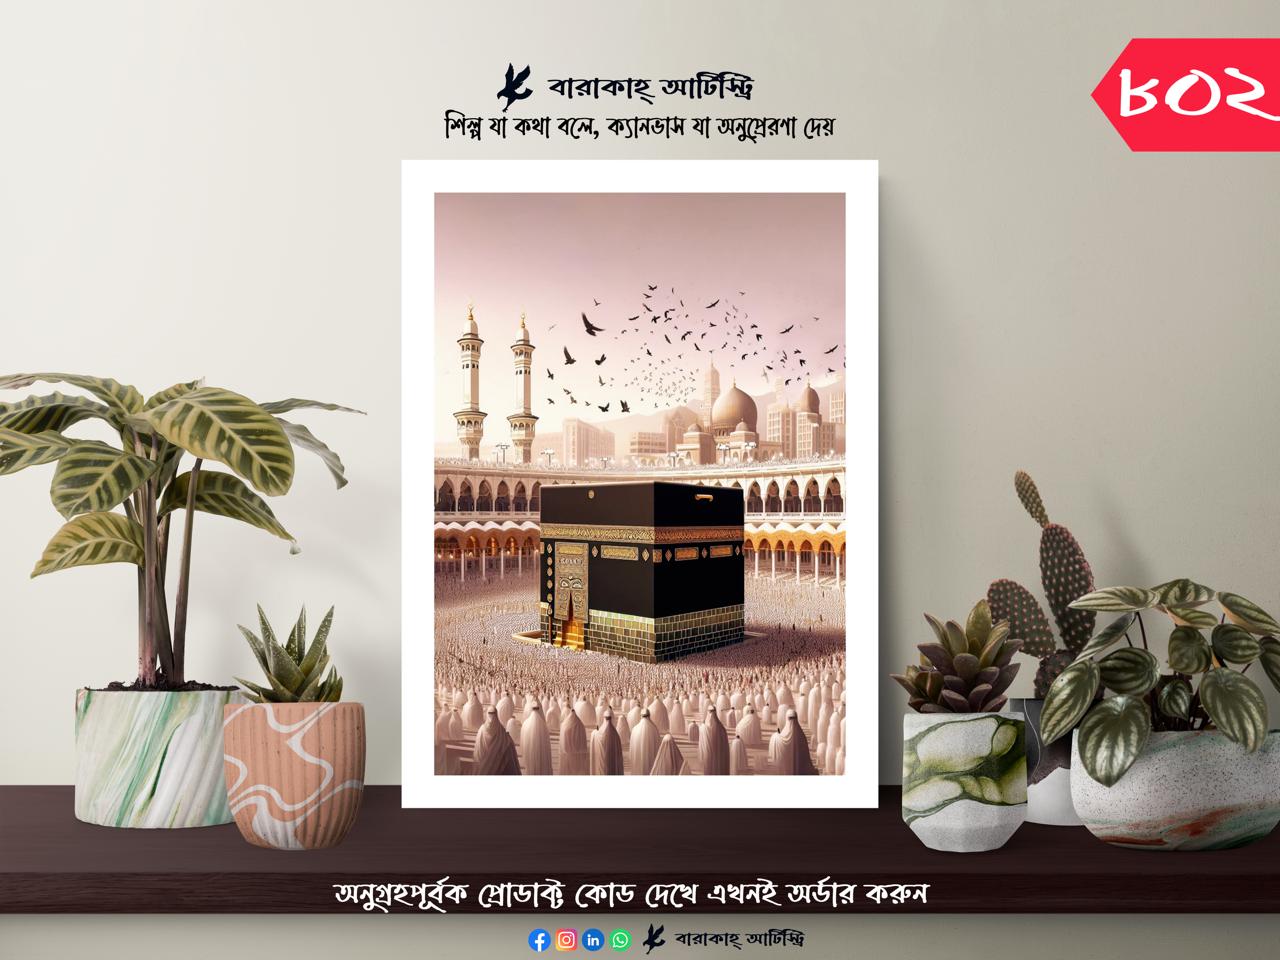 বারাকাহ্ আর্টিস্ট্রি
শিল্প যা কথা বলে, ক্যানভাস যা অনুপ্রেরণা দেয়
৮০২
অনুগ্রহপূর্বক প্রোডাক্ট কোড দেখে এখনই অর্ডার করুন
বারাকাহ্ আর্টিস্ট্রি